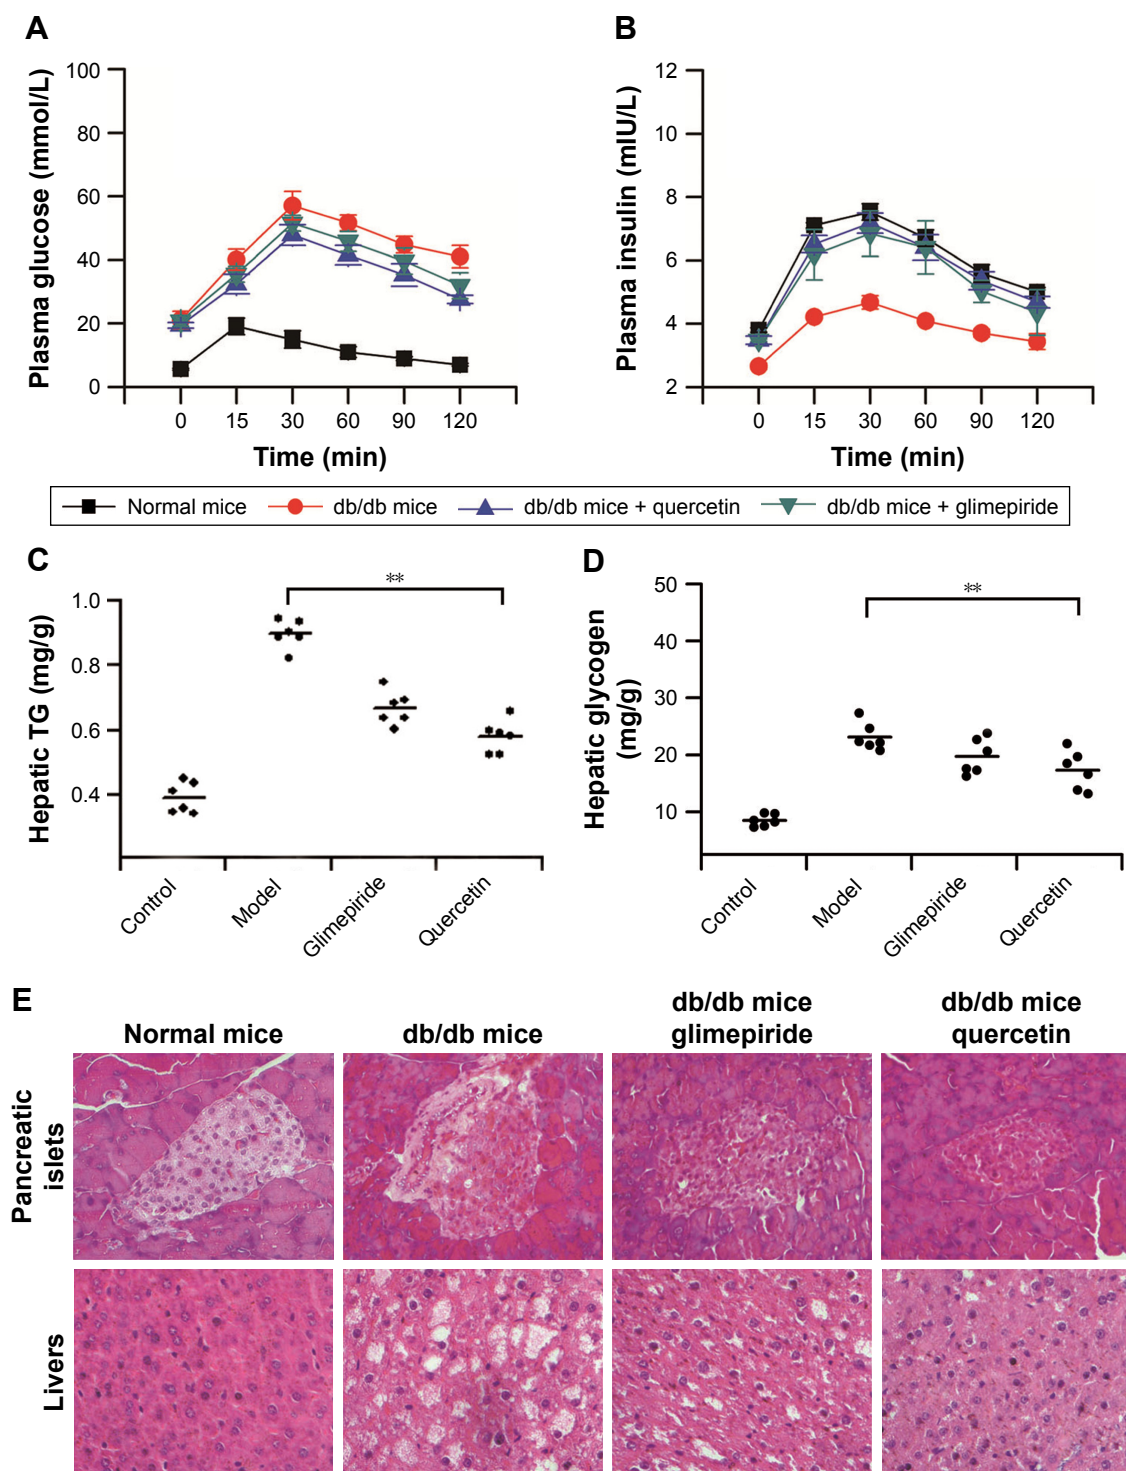 A
Plasma glucose (mmol/L)
100
80
60
40
20
0
0 15 30 60 90 120
Time (min)
B
Plasma insulin (mIU/L)
12
10
8
6
4
2
0 15 30 60 90 120
Time (min)
Normal mice db/db mice db/db mice + quercetin db/db mice + glimepiride
C
Hepatic TG (mg/g)
1.0
0.8
0.6
0.4
**
Control
Model
Glimepiride
Quercetin
D
Hepatic glycogen
(mg/g)
50
40
30
20
10
**
Control
Model
Glimepiride
Quercetin
E
Normal mice
db/db mice
db/db mice
glimepiride
db/db mice
quercetin
Pancreatic
islets
Livers